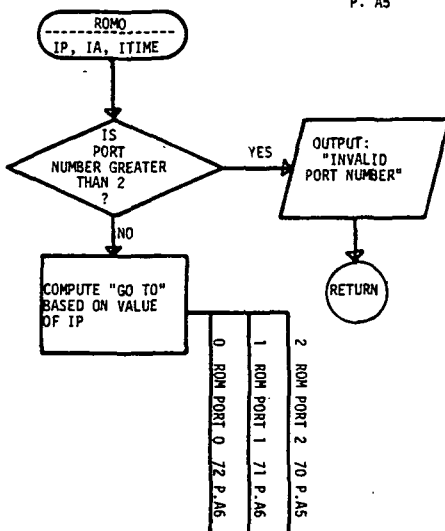 P. A5
ROMO
IP, IA, ITIME
IS
PORT
NUMBER GREATER
THAN 2
?
YES
OUTPUT:
"INVALID
PORT NUMBER"
RETURN
NO
COMPUTE "GO TO"
BASED ON VALUE
OF IP
2 ROM PORT 2 70 P.A5
1 ROM PORT 1 71 P.A6
0 ROM PORT 0 72 P.A6